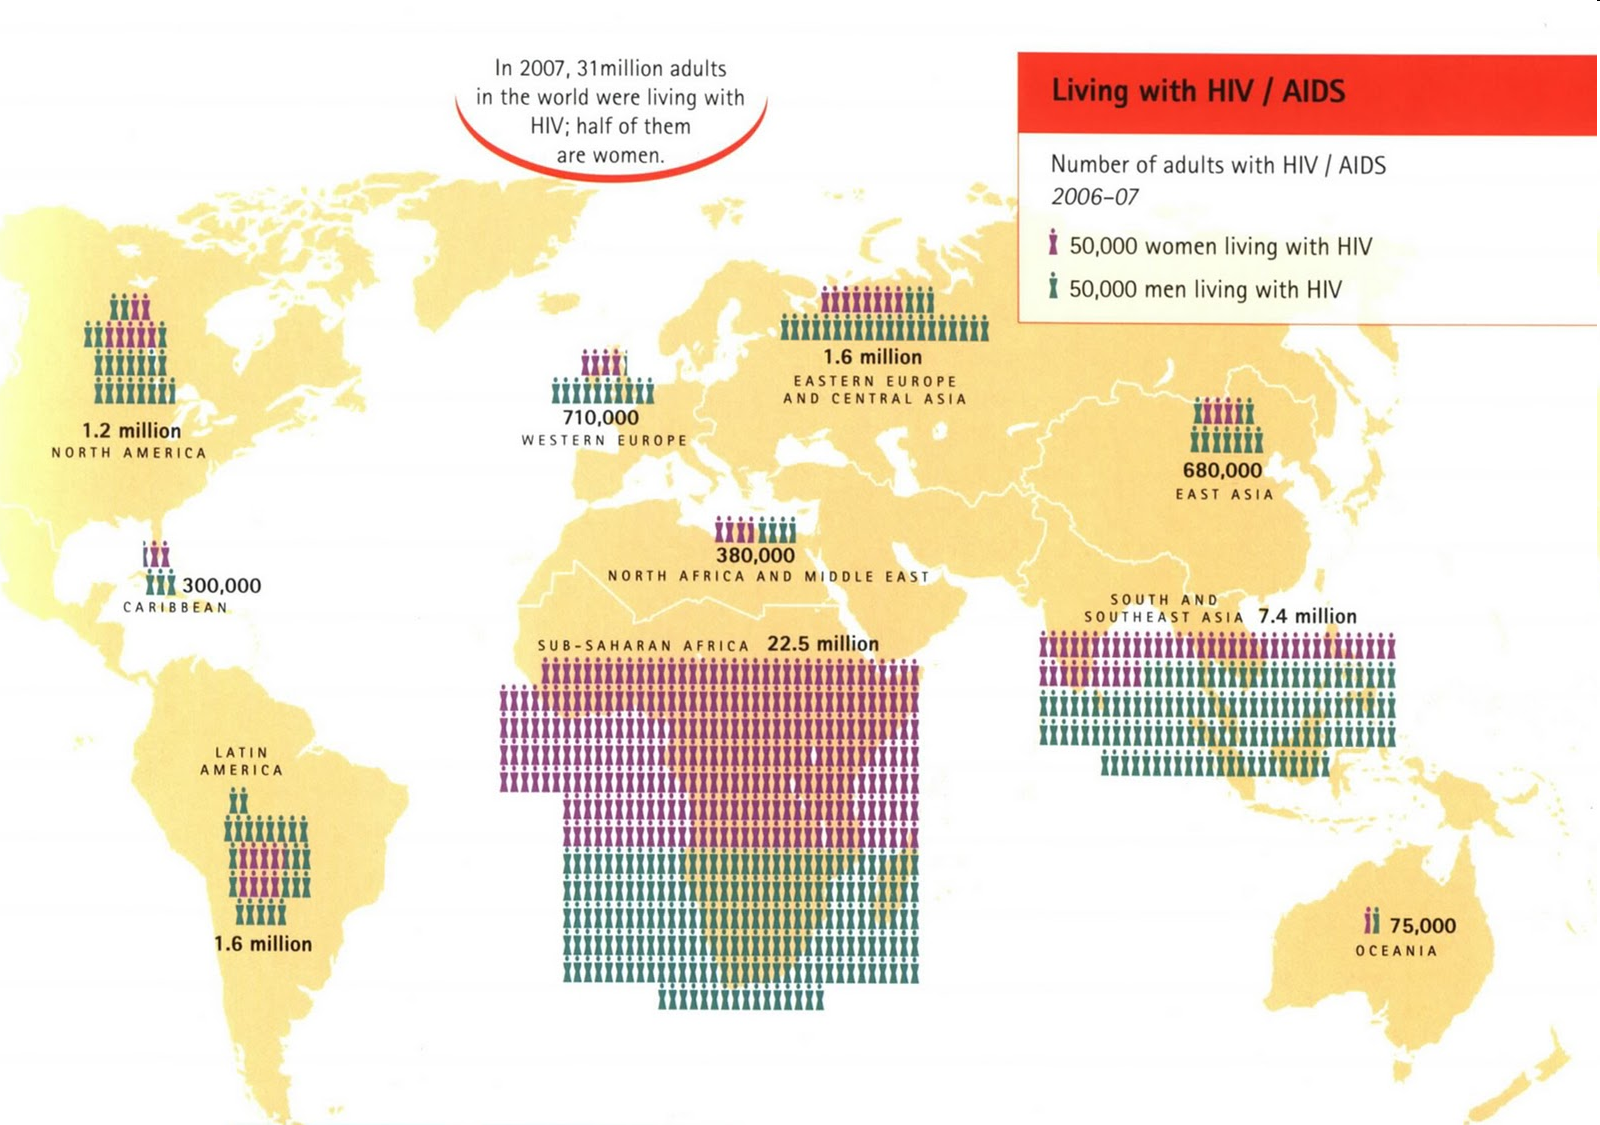 In 2007, 31million adults
in the world were living with
HIV; half of them
are women.
Living with HIV / AIDS
Number of adults with HIV / AIDS
2006–07
50,000 women living with HIV
50,000 men living with HIV
1.2 million
NORTH AMERICA
710,000
WESTERN EUROPE
1.6 million
EASTERN EUROPE
AND CENTRAL ASIA
680,000
EAST ASIA
300,000
CARIBBEAN
380,000
NORTH AFRICA AND MIDDLE EAST
SUB-SAHARAN AFRICA 22.5 million
SOUTH AND
SOUTHEAST ASIA 7.4 million
LATIN
AMERICA
1.6 million
75,000
OCEANIA